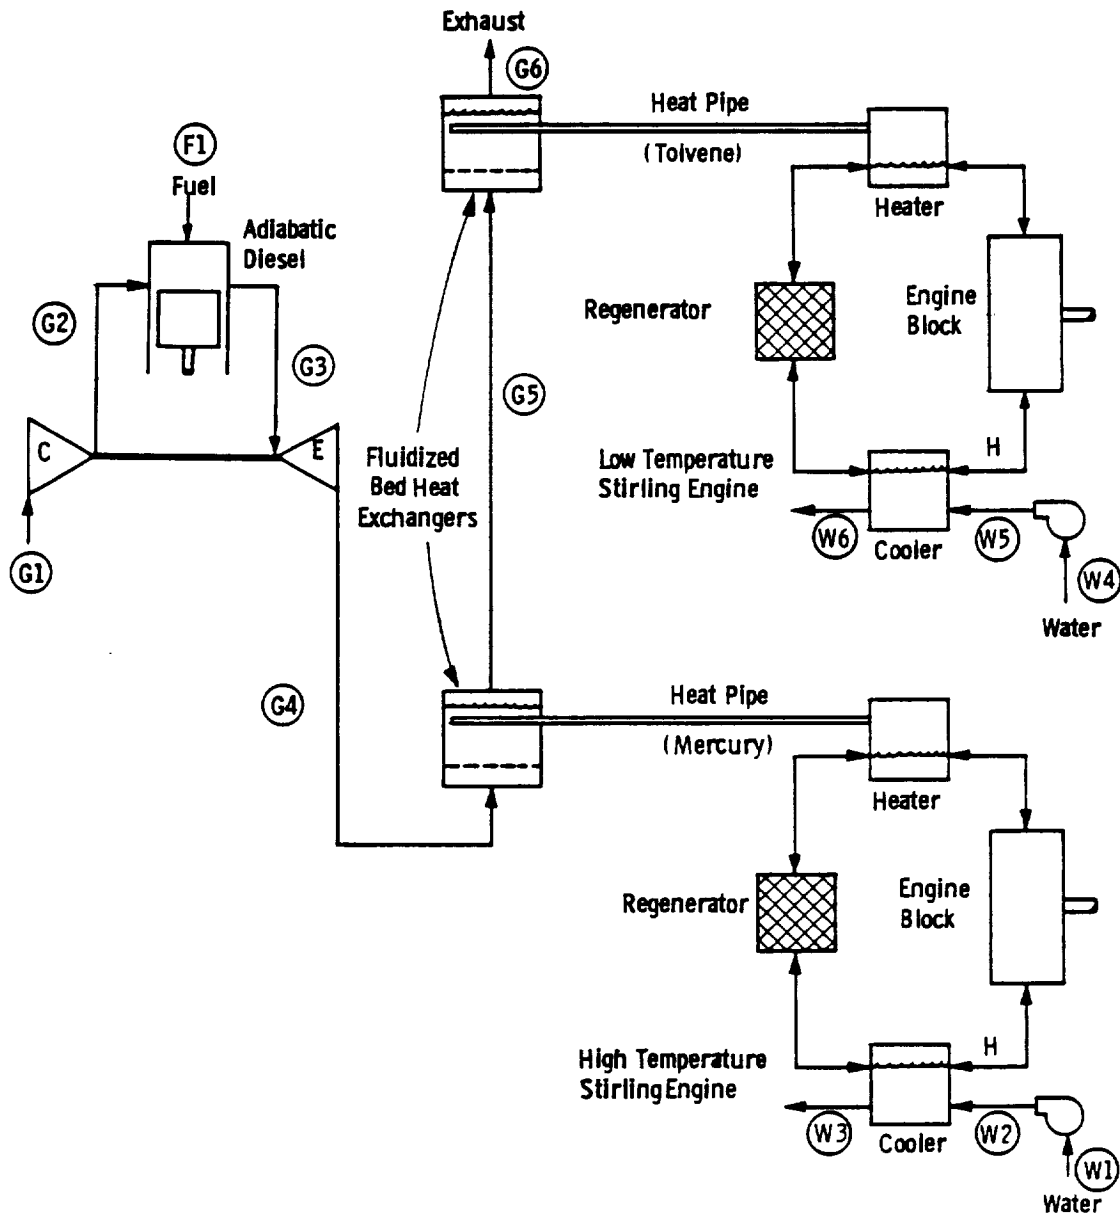 Exhaust
G6
Heat Pipe
(Tolvene)
Heater
F1
Fuel
Adiabatic
Diesel
G2
G3
C
E
G1
G4
G5
Fluidized
Bed Heat
Exchangers
Regenerator
Engine
Block
Low Temperature
Stirling Engine
H
W6
Cooler
W5
W4
Water
Heat Pipe
(Mercury)
Heater
Regenerator
Engine
Block
High Temperature
Stirling Engine
H
W3
Cooler
W2
W1
Water